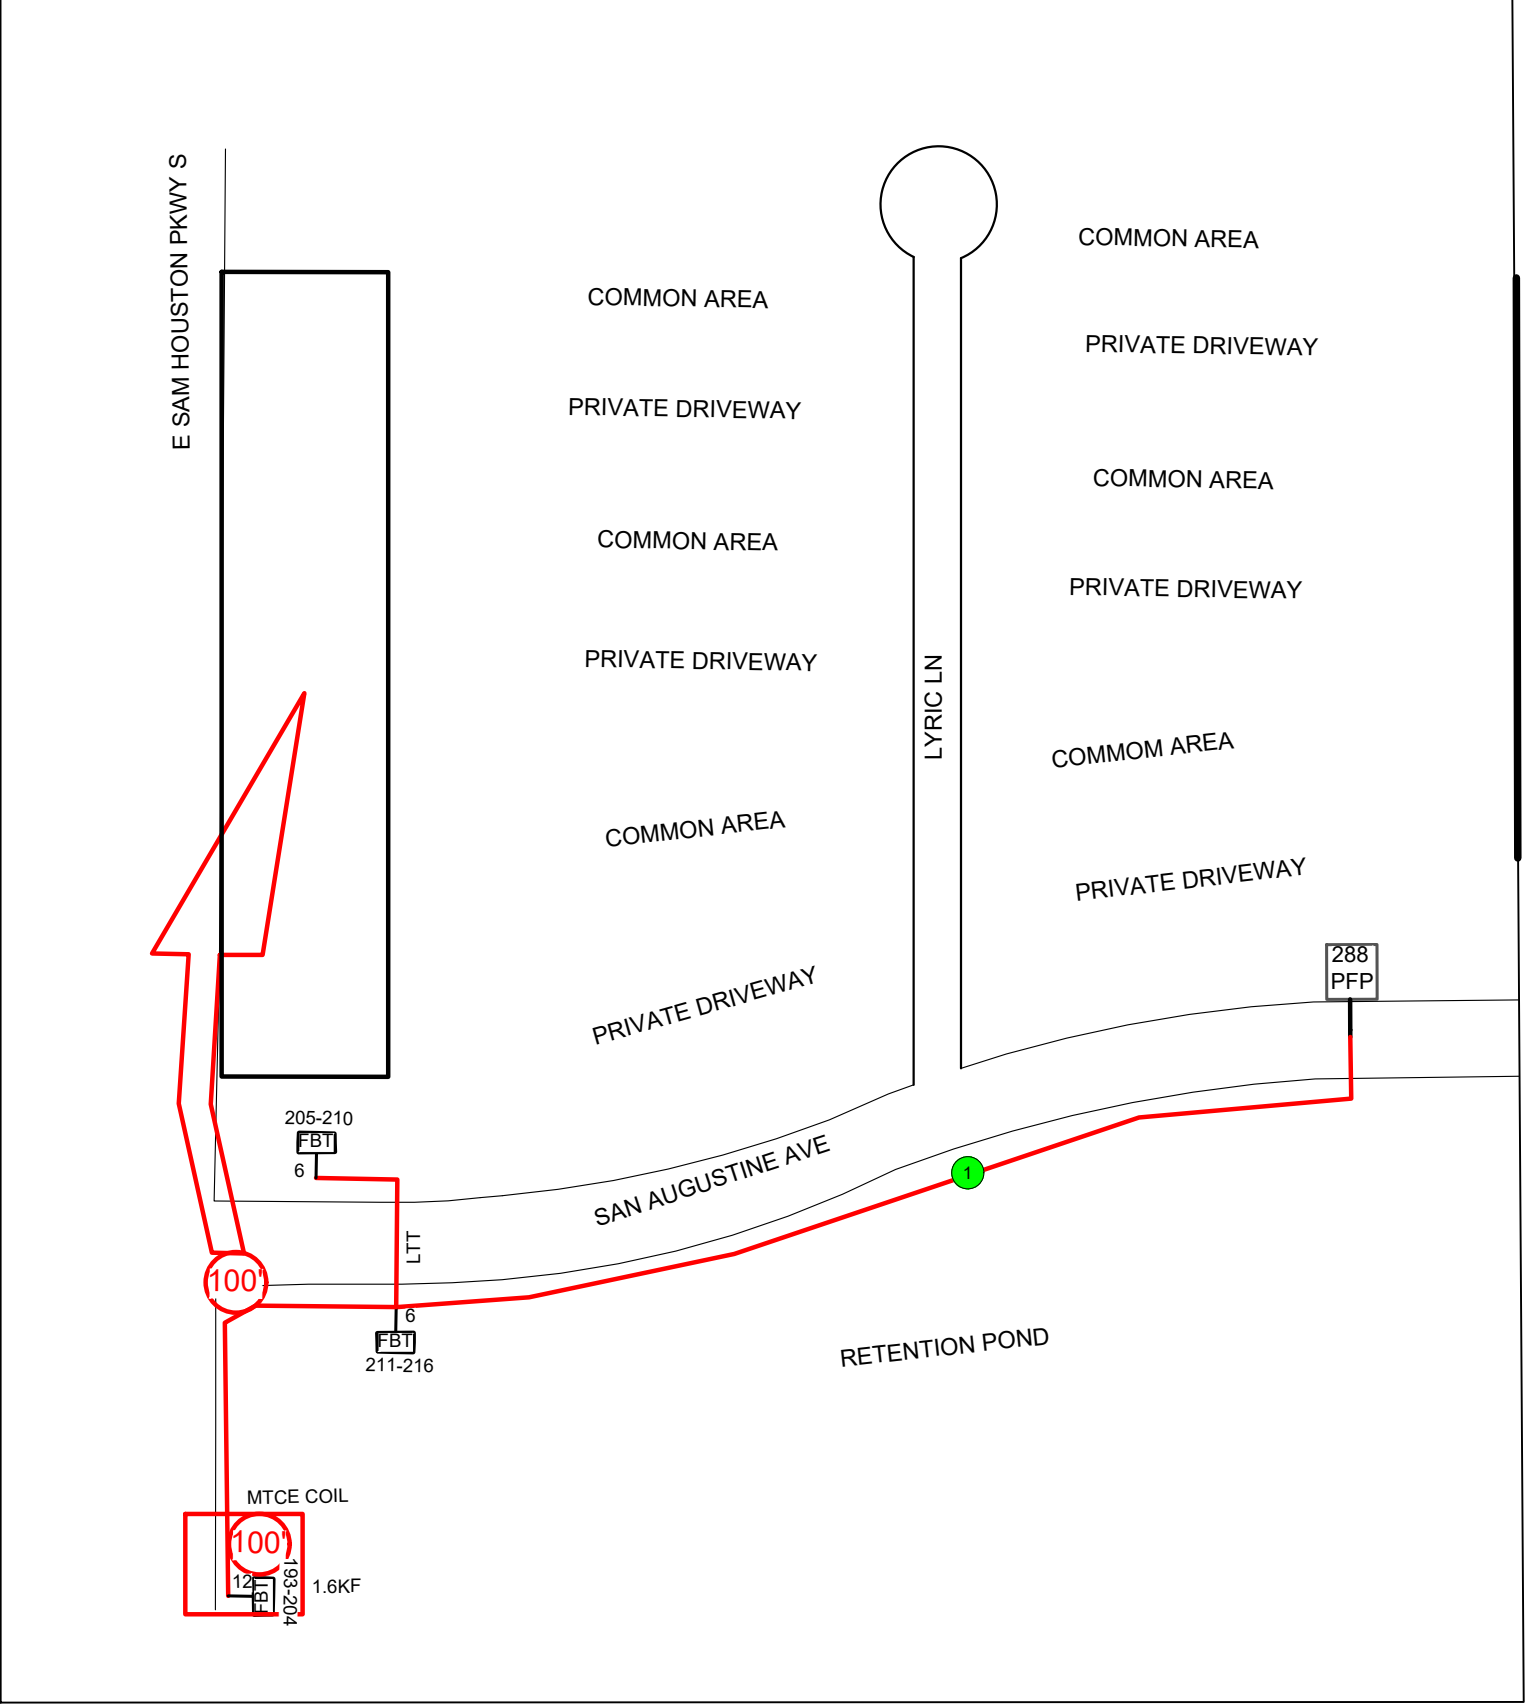 E SAM HOUSTON PKWY S
COMMON AREA
COMMON AREA
PRIVATE DRIVEWAY
PRIVATE DRIVEWAY
COMMON AREA
COMMON AREA
PRIVATE DRIVEWAY
PRIVATE DRIVEWAY
LYRIC LN
COMMOM AREA
COMMON AREA
PRIVATE DRIVEWAY
PRIVATE DRIVEWAY
288
PFP
205-210
FBT
6
SAN AUGUSTINE AVE
1
LTT
100'
6
FBT
211-216
RETENTION POND
MTCE COIL
100'
12
FBT
193-204
1.6KF